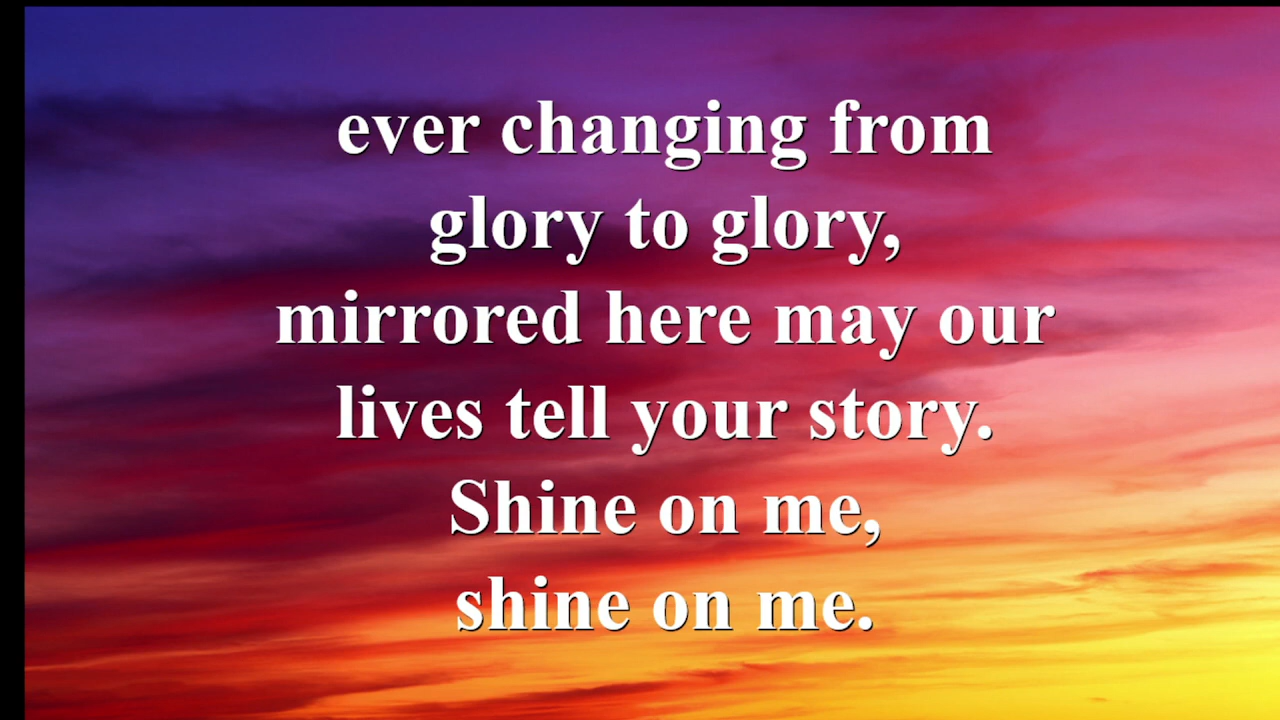 ever changing from
glory to glory,
mirrored here may our
lives tell your story.
Shine on me,
shine on me.